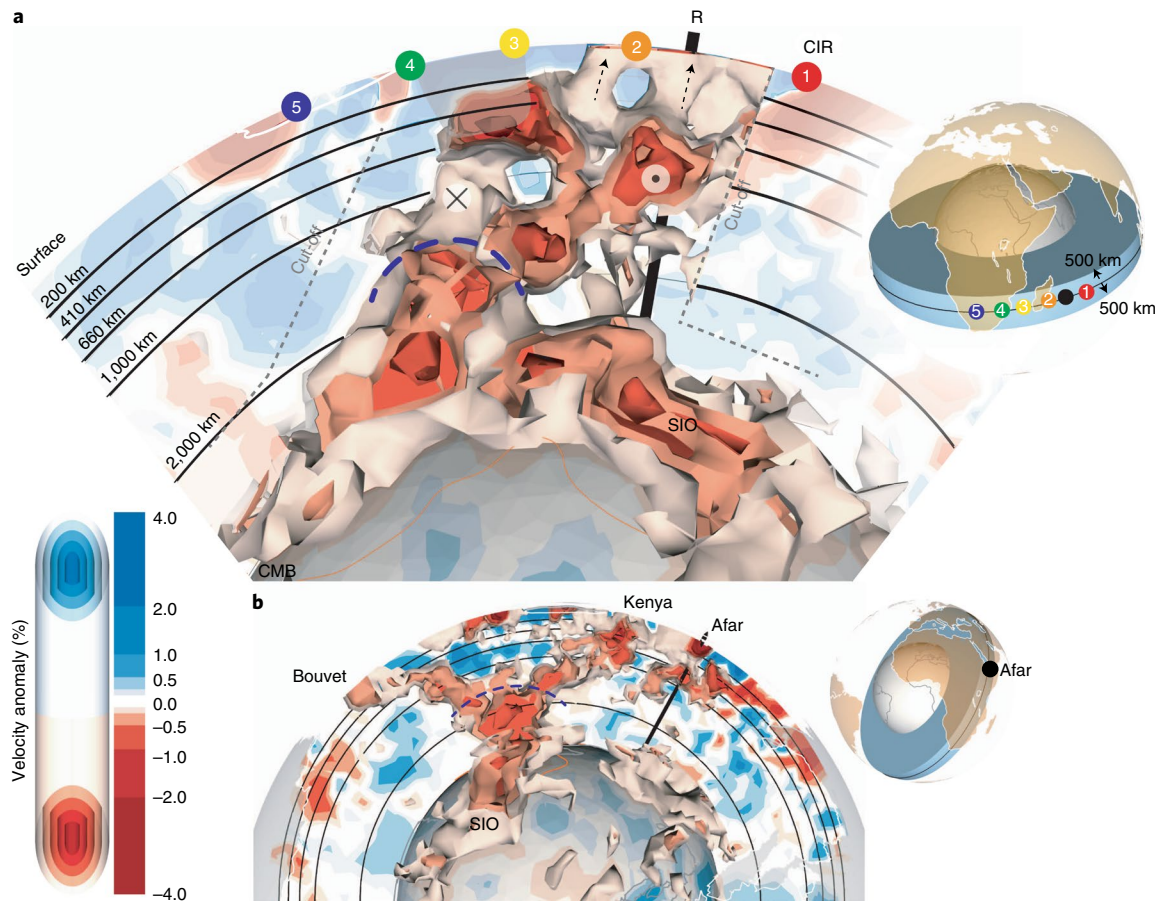 a
R
CIR
5
4
3
2
1
Cut-off
Cut-off
Surface
200 km
410 km
660 km
1,000 km
2,000 km
SIO
CMB
500 km
500 km
5
4
3
2
1
Velocity anomaly (%)
4.0
2.0
1.0
0.5
0.0
–0.5
–1.0
–2.0
–4.0
b
Kenya
Afar
Bouvet
SIO
Afar